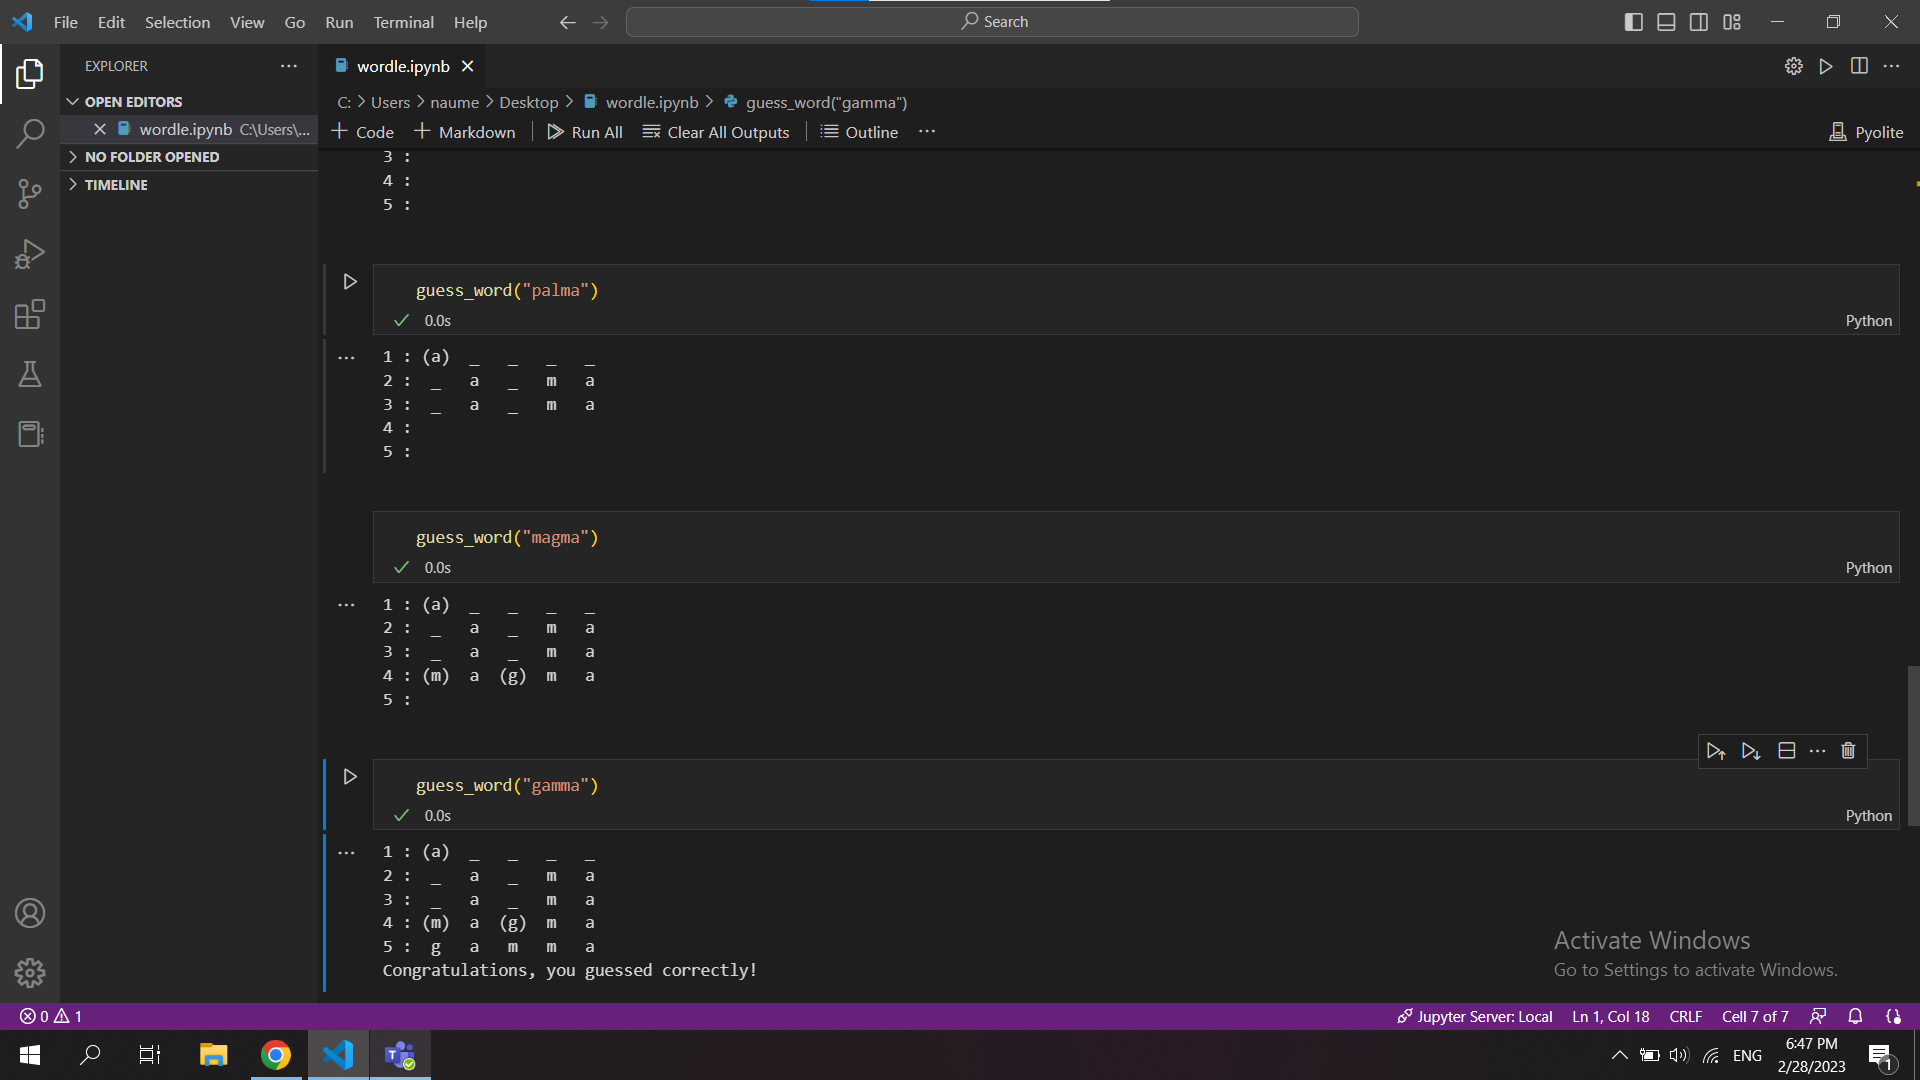 File Edit Selection View Go Run Terminal Help
Search
EXPLORER
OPEN EDITORS
wordle.ipynb C:\Users\...
NO FOLDER OPENED
TIMELINE
wordle.ipynb
C: > Users > naume > Desktop > wordle.ipynb > guess_word("gamma")
+ Code + Markdown Run All Clear All Outputs Outline ...
Pyolite
3 :
4 :
5 :
guess_word("palma")
0.0s
Python
1 : (a) _ _ _ _
2 : _ a _ m a
3 : _ a _ m a
4 :
5 :
guess_word("magma")
0.0s
Python
1 : (a) _ _ _ _
2 : _ a _ m a
3 : _ a _ m a
4 : (m) a (g) m a
5 :
guess_word("gamma")
0.0s
Python
1 : (a) _ _ _ _
2 : _ a _ m a
3 : _ a _ m a
4 : (m) a (g) m a
5 : g a m m a
Congratulations, you guessed correctly!
Activate Windows
Go to Settings to activate Windows.
0 1
Jupyter Server: Local Ln 1, Col 18 CRLF Cell 7 of 7
ENG
6:47 PM
2/28/2023
1